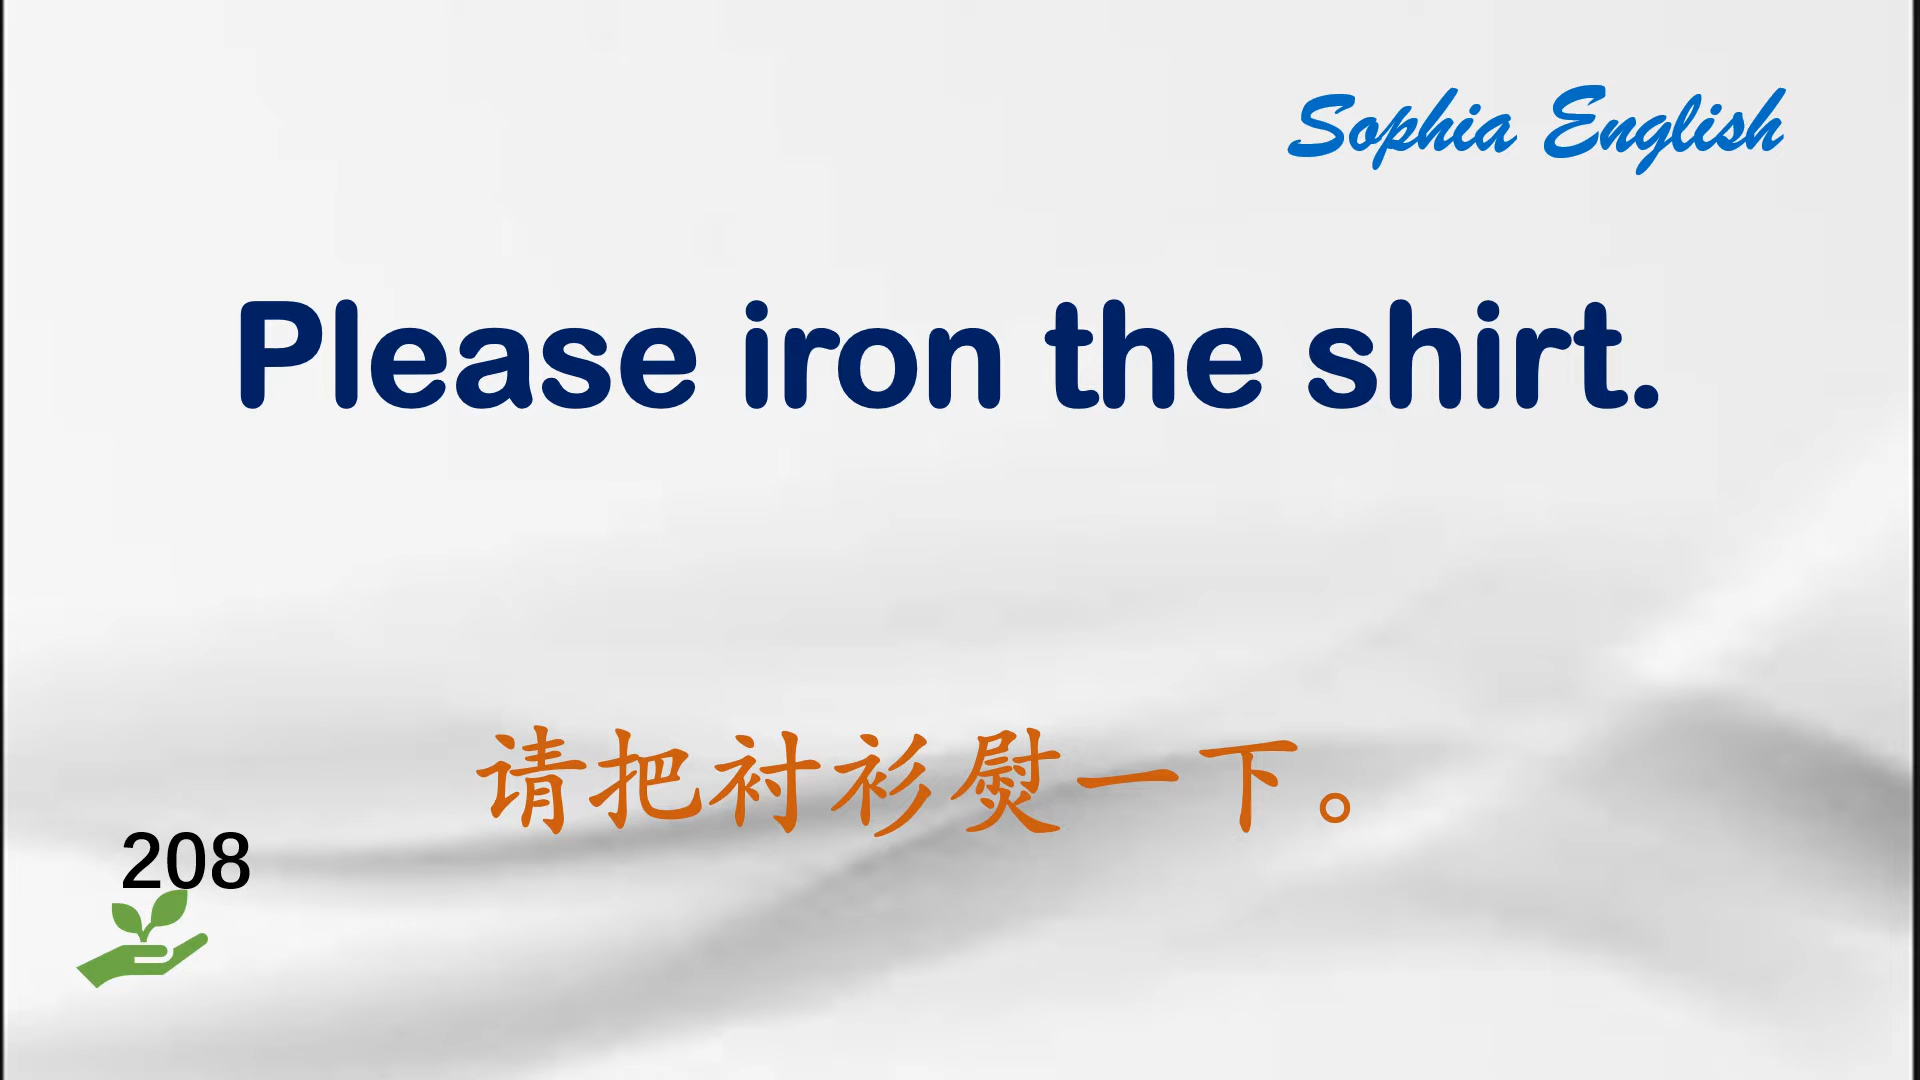 Sophia English
Please iron the shirt.
请把衬衫熨一下。
208